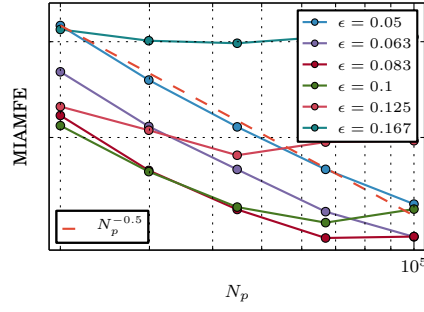 MIAMFE
ϵ = 0.05
ϵ = 0.063
ϵ = 0.083
ϵ = 0.1
ϵ = 0.125
ϵ = 0.167
N_p^{-0.5}
10^5
N_p